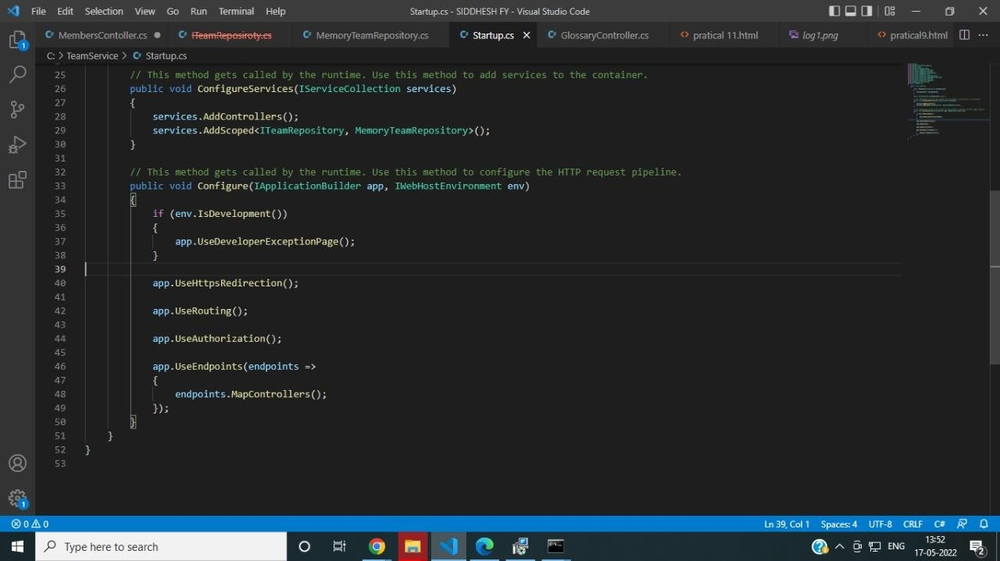 File Edit Selection View Go Run Terminal Help Startup.cs - SIDDHESH FY - Visual Studio Code
MembersContoller.cs ITeamReposiroty.cs MemoryTeamRepository.cs Startup.cs GlossaryController.cs pratical 11.html log1.png pratical9.html
C: > TeamService > Startup.cs
25 // This method gets called by the runtime. Use this method to add services to the container.
26 public void ConfigureServices(IServiceCollection services)
27 {
28 services.AddControllers();
29 services.AddScoped<ITeamRepository, MemoryTeamRepository>();
30 }
31
32 // This method gets called by the runtime. Use this method to configure the HTTP request pipeline.
33 public void Configure(IApplicationBuilder app, IWebHostEnvironment env)
34 {
35 if (env.IsDevelopment())
36 {
37 app.UseDeveloperExceptionPage();
38 }
39
40 app.UseHttpsRedirection();
41
42 app.UseRouting();
43
44 app.UseAuthorization();
45
46 app.UseEndpoints(endpoints =>
47 {
48 endpoints.MapControllers();
49 });
50 }
51 }
52 }
53
1
1
0 0 Ln 39, Col 1 Spaces: 4 UTF-8 CRLF C#
Type here to search ENG 13:52
17-05-2022 2